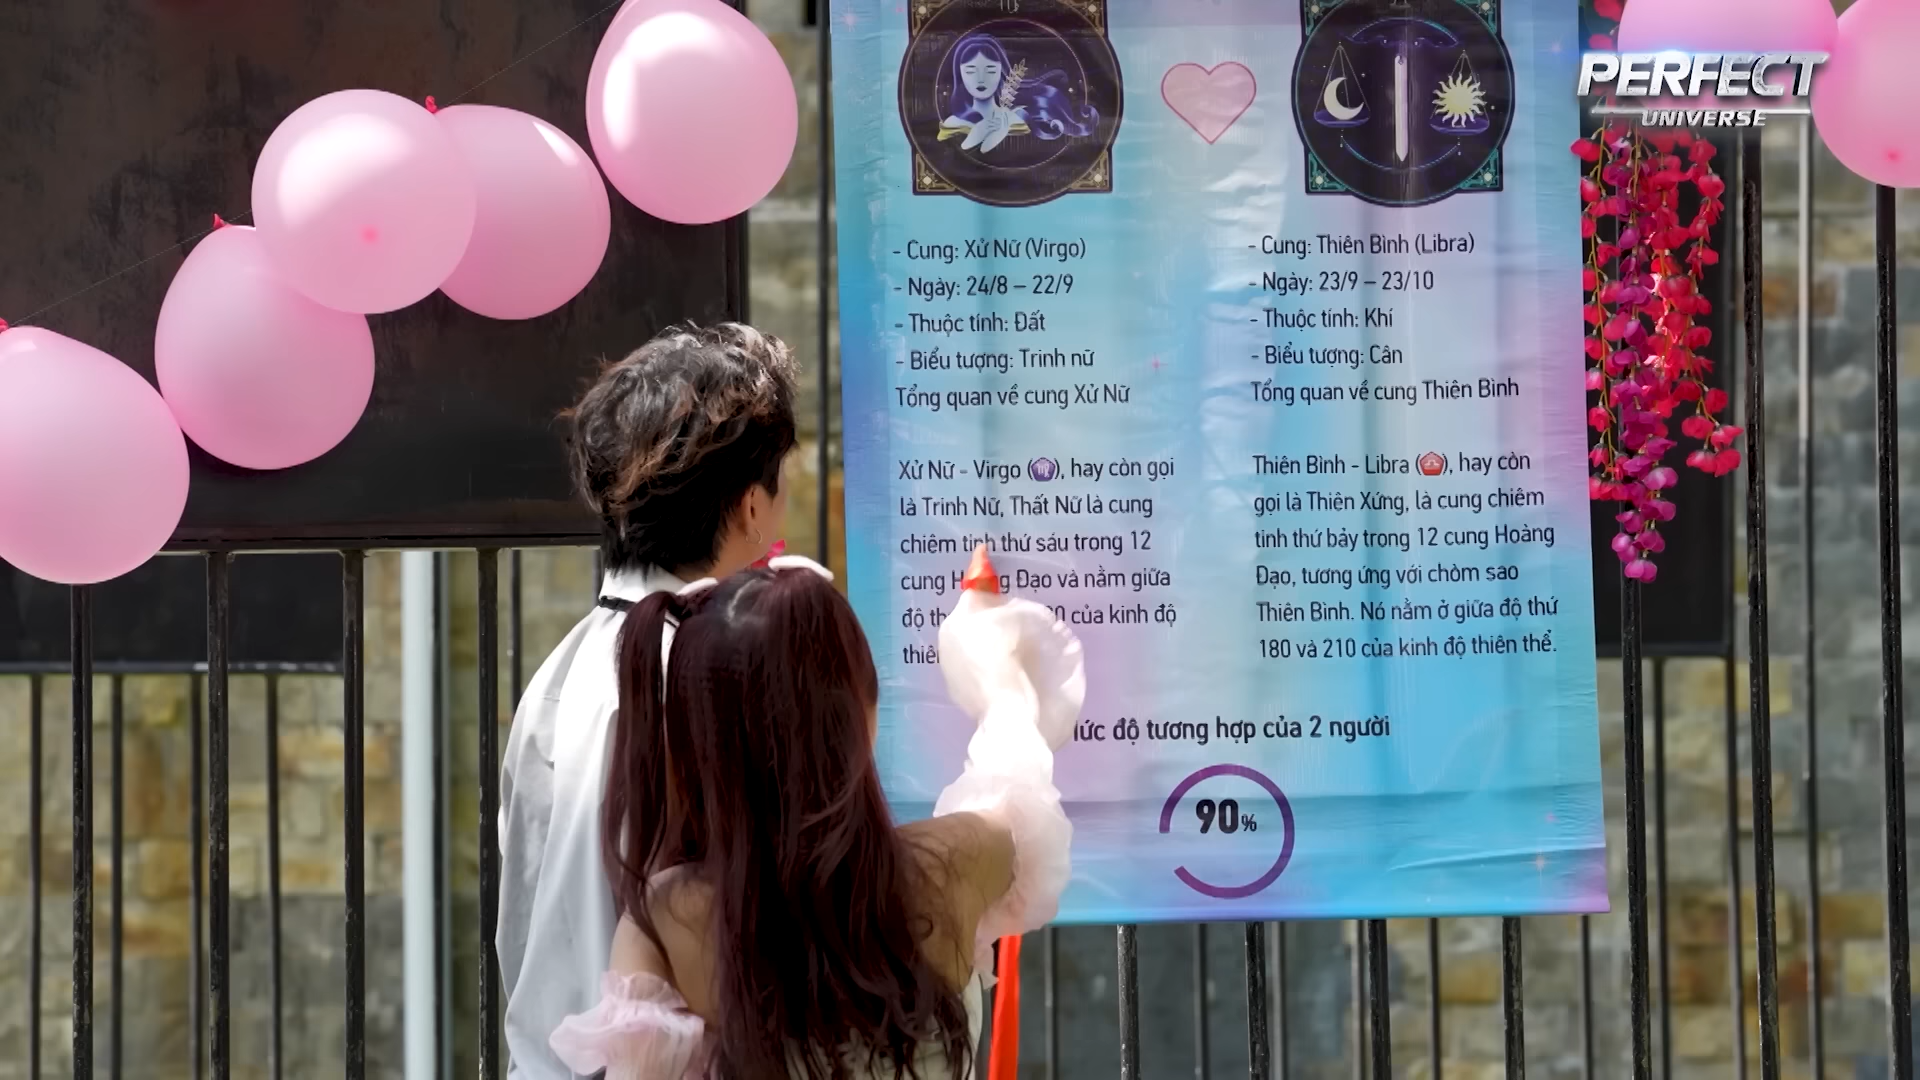 PERFECT
UNIVERSE
- Cung: Xử Nữ (Virgo)
- Ngày: 24/8 – 22/9
- Thuộc tính: Đất
- Biểu tượng: Trinh nữ
Tổng quan về cung Xử Nữ
Xử Nữ - Virgo (♍), hay còn gọi
là Trinh Nữ, Thất Nữ là cung
chiêm tinh thứ sáu trong 12
cung Đạo và nằm giữa
độ của kinh độ
- Cung: Thiên Bình (Libra)
- Ngày: 23/9 – 23/10
- Thuộc tính: Khí
- Biểu tượng: Cân
Tổng quan về cung Thiên Bình
Thiên Bình - Libra (♎), hay còn
gọi là Thiên Xứng, là cung chiêm
tinh thứ bảy trong 12 cung Hoàng
Đạo, tương ứng với chòm sao
Thiên Bình. Nó nằm ở giữa độ thứ
180 và 210 của kinh độ thiên thể.
độ tương hợp của 2 người
90%